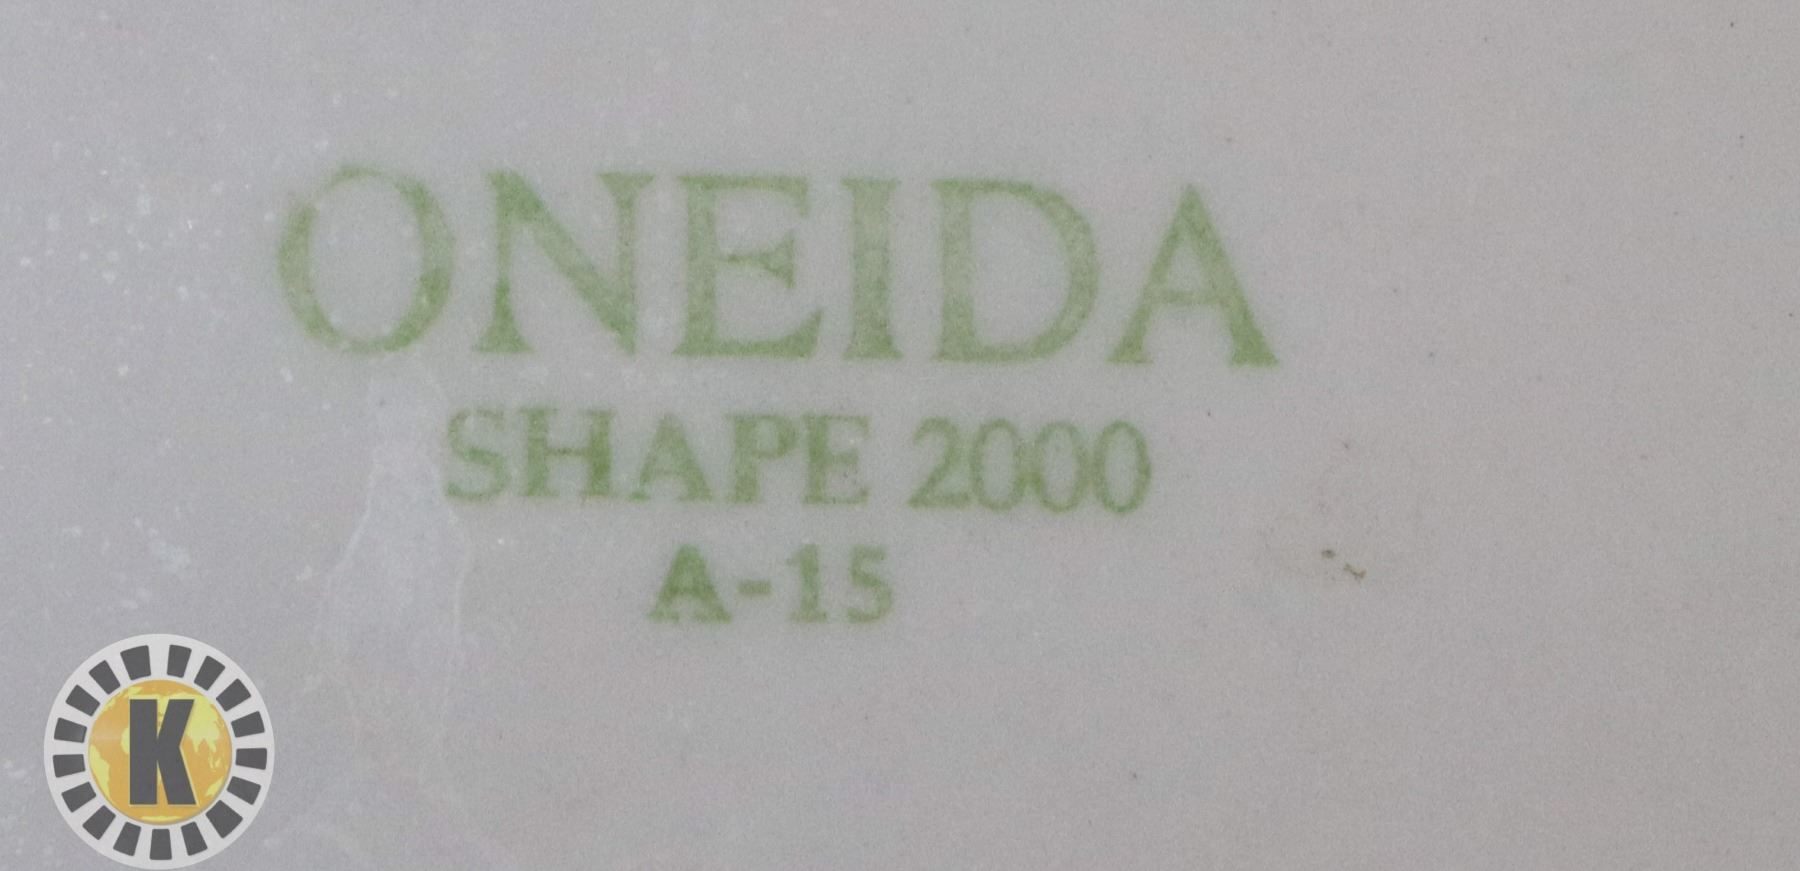 ONEIDA
SHAPE 2000
A-15
K